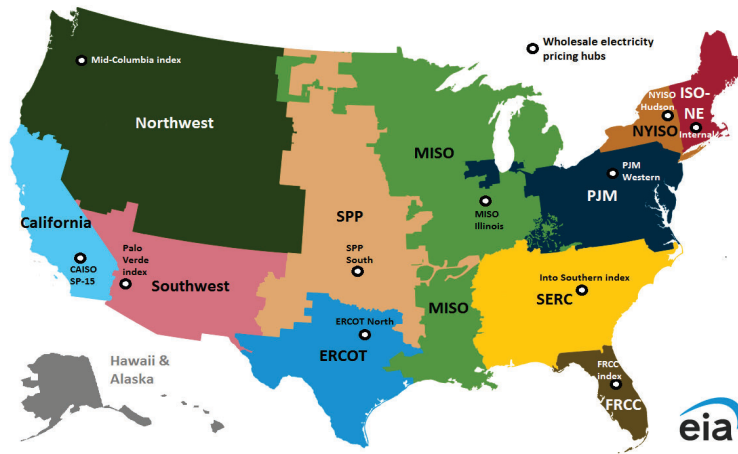 Mid-Columbia index
Wholesale electricity
pricing hubs
NYISO
Hudson
ISO-
NE
Internal
NYISO
Northwest
MISO
PJM
Western
PJM
MISO
Illinois
California
SPP
CAISO
SP-15
Palo
Verde
index
SPP
South
Southwest
Into Southern index
SERC
MISO
ERCOT North
ERCOT
Hawaii &
Alaska
FRCC
index
FRCC
eia